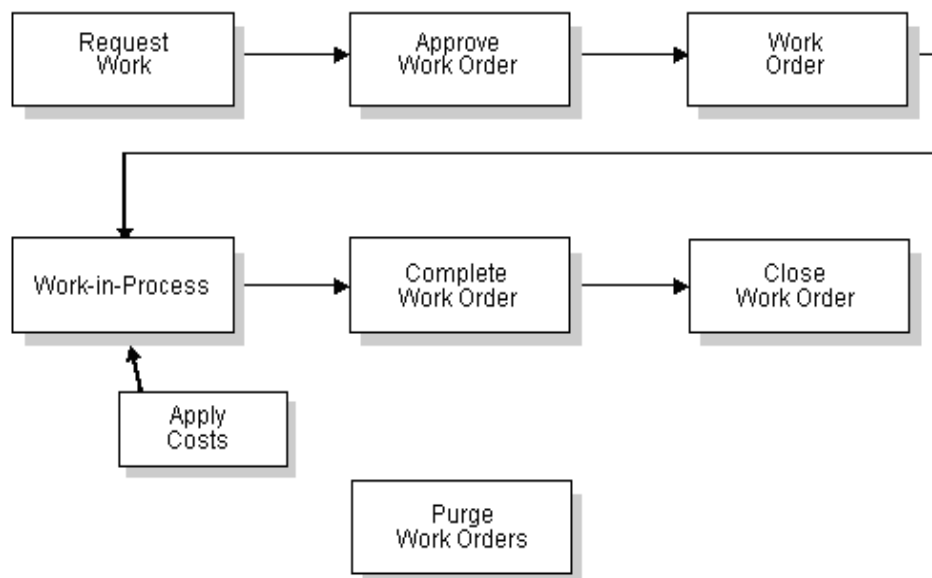 Request
Work
Approve
Work Order
Work
Order
Work-in-Process
Complete
Work Order
Close
Work Order
Apply
Costs
Purge
Work Orders